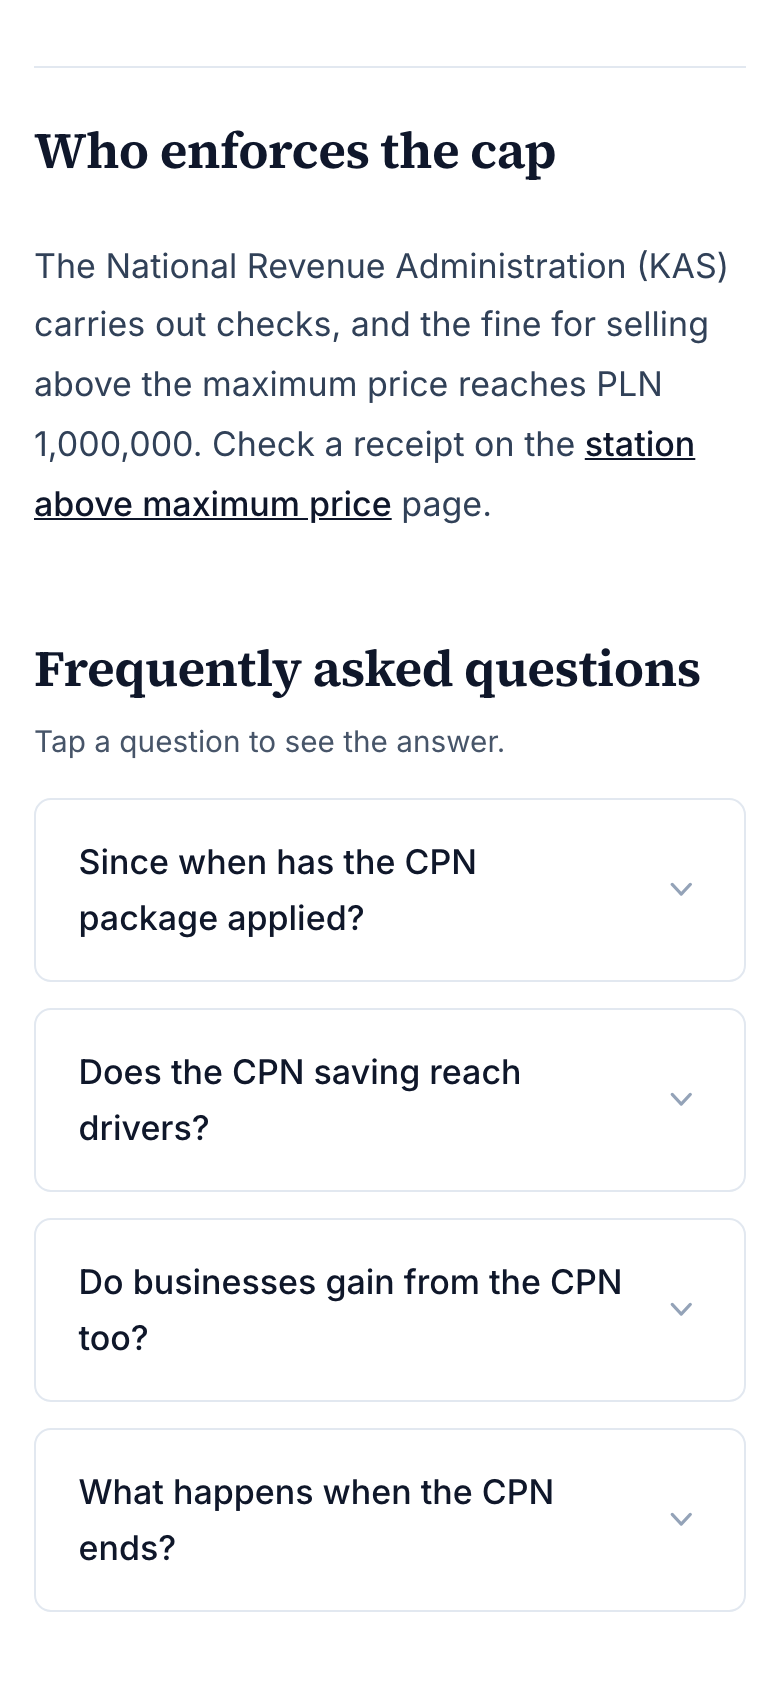 Who enforces the cap
The National Revenue Administration (KAS)
carries out checks, and the fine for selling
above the maximum price reaches PLN
1,000,000. Check a receipt on the station
above maximum price page.
Frequently asked questions
Tap a question to see the answer.
Since when has the CPN
package applied?
Does the CPN saving reach
drivers?
Do businesses gain from the CPN
too?
What happens when the CPN
ends?